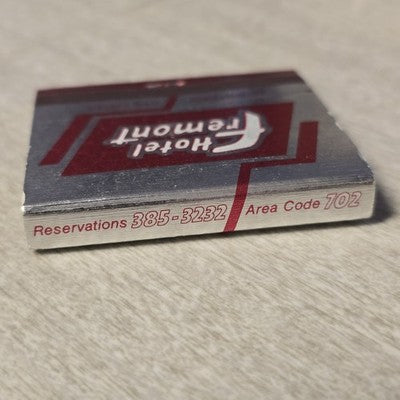 Hotel
Fremont
Reservations 385-3232 Area Code 702